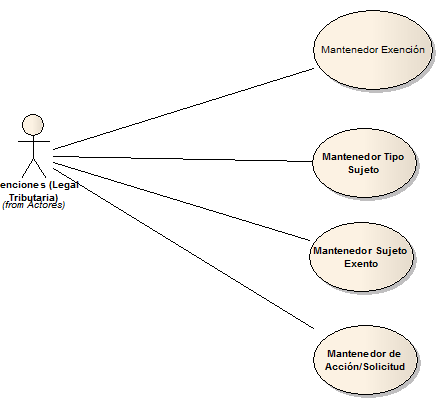 Mantenedor Exención
Mantenedor Tipo
Sujeto
enciones (Legal
Tributaria)
(from Actores)
Mantenedor Sujeto
Exento
Mantenedor de
Acción/Solicitud